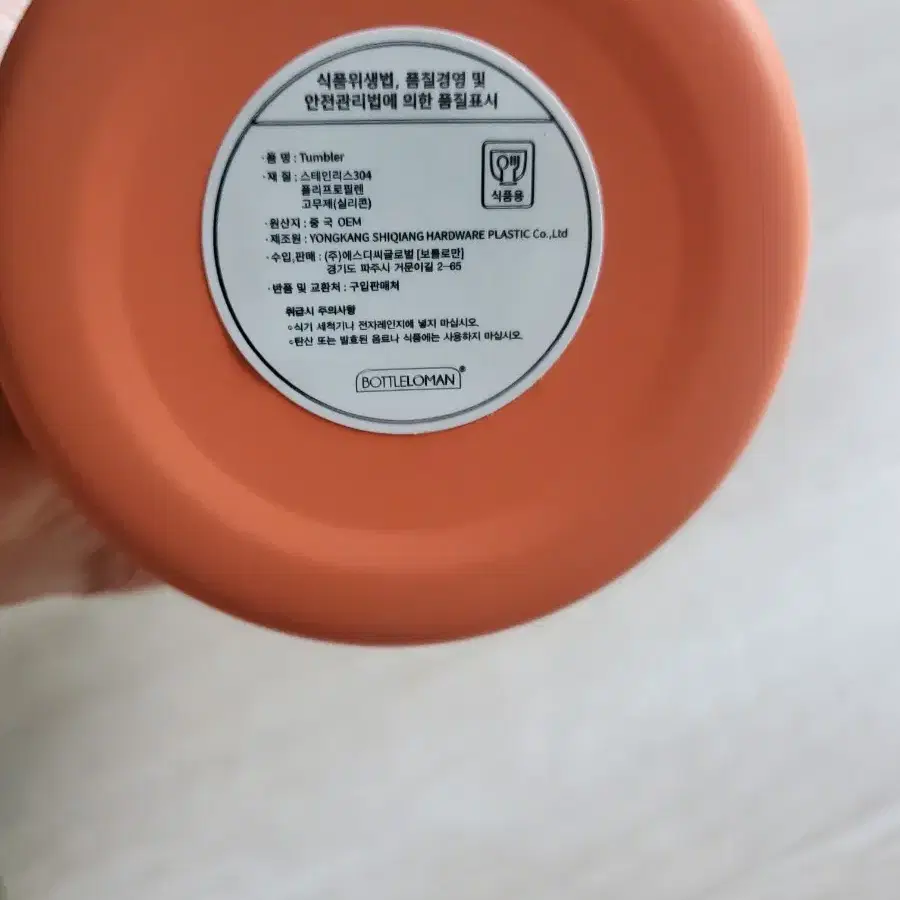 식품위생법, 품질경영 및
안전관리법에 의한 품질표시
·품 명 : Tumbler
·재 질 : 스테인리스304
폴리프로필렌
고무제(실리콘)
식품용
·원산지 : 중 국 OEM
·제조원 : YONGKANG SHIQIANG HARDWARE PLASTIC Co.,Ltd
·수입,판매 : (주)에스디씨글로벌 [보틀로만]
경기도 파주시 거문이길 2-65
·반품 및 교환처 : 구입판매처
취급시 주의사항
○식기 세척기나 전자레인지에 넣지 마십시오.
○탄산 또는 발효된 음료나 식품에는 사용하지 마십시오.
BOTTLELOMAN®